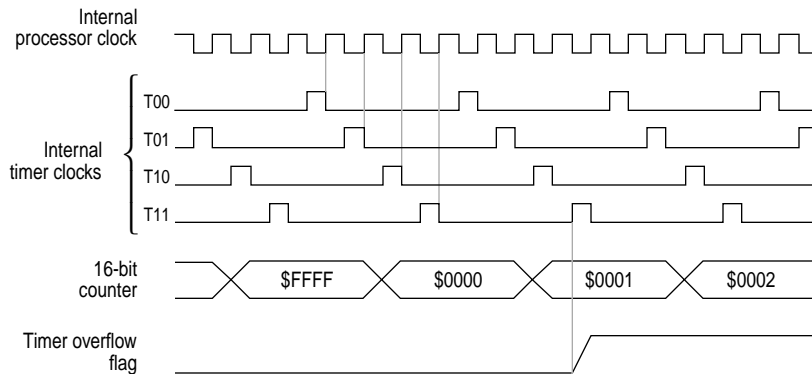 Internal
processor clock
Internal
timer clocks
T00
T01
T10
T11
16-bit
counter
$FFFF
$0000
$0001
$0002
Timer overflow
flag